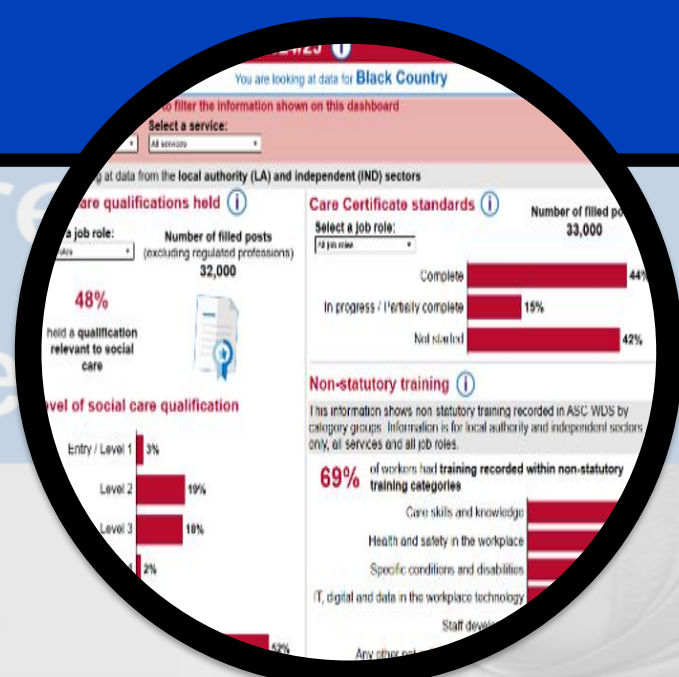 You are looking at data for Black Country
to filter the information shown on this dashboard
Select a service:
All services
at data from the local authority (LA) and independent (IND) sectors
are qualifications held
a job role:
Number of filled posts
(excluding regulated professions)
32,000
48%
held a qualification
relevant to social
care
Care Certificate standards
Select a job role:
All job roles
Number of filled
33,000
Complete
44%
In progress / Partially complete
15%
Not started
42%
vel of social care qualification
Entry / Level 1
3%
Level 2
19%
Level 3
18%
2%
52%
Non-statutory training
This information shows non statutory training recorded in ASC WDS by
category groups. Information is for local authority and independent sectors
only, all services and all job roles.
69% of workers had training recorded within non-statutory
training categories
Care skills and knowledge
Health and safety in the workplace
Specific conditions and disabilities
IT, digital and data in the workplace technology
Staff
Any other